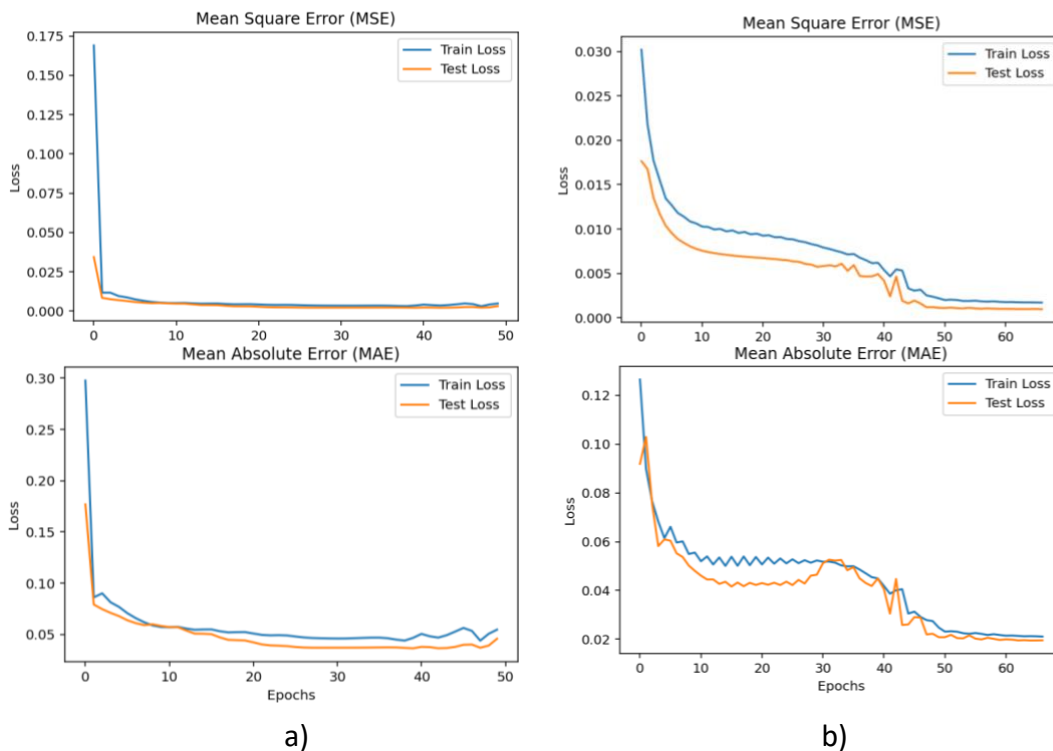 Mean Square Error (MSE)
0.175
0.150
0.125
0.100
0.075
0.050
0.025
0.000
Loss
Train Loss
Test Loss
0 10 20 30 40 50
Mean Absolute Error (MAE)
0.30
0.25
0.20
0.15
0.10
0.05
Loss
Train Loss
Test Loss
0 10 20 30 40 50
Epochs
a)
Mean Square Error (MSE)
0.030
0.025
0.020
0.015
0.010
0.005
0.000
Loss
Train Loss
Test Loss
0 10 20 30 40 50 60
Mean Absolute Error (MAE)
0.12
0.10
0.08
0.06
0.04
0.02
Loss
Train Loss
Test Loss
0 10 20 30 40 50 60
Epochs
b)